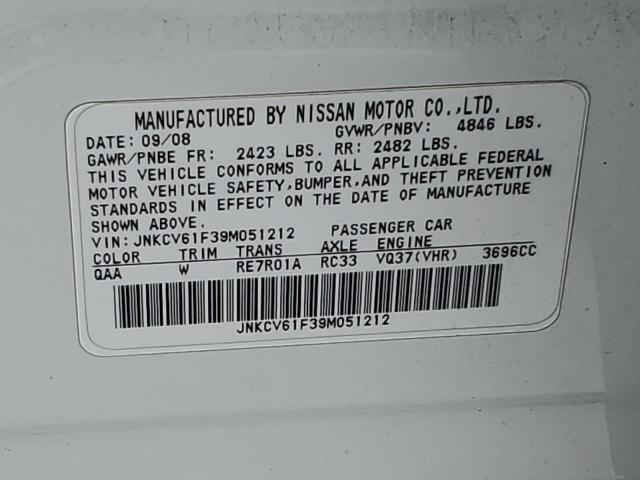 MANUFACTURED BY NISSAN MOTOR CO.,LTD.
DATE: 09/08 GVWR/PNBV: 4846 LBS.
GAWR/PNBE FR: 2423 LBS. RR: 2482 LBS.
THIS VEHICLE CONFORMS TO ALL APPLICABLE FEDERAL
MOTOR VEHICLE SAFETY,BUMPER,AND THEFT PREVENTION
STANDARDS IN EFFECT ON THE DATE OF MANUFACTURE
SHOWN ABOVE.
VIN: JNKCV61F39M051212 PASSENGER CAR
COLOR TRIM TRANS AXLE ENGINE
QAA W RE7R01A RC33 VQ37(VHR) 3696CC
JNKCV61F39M051212